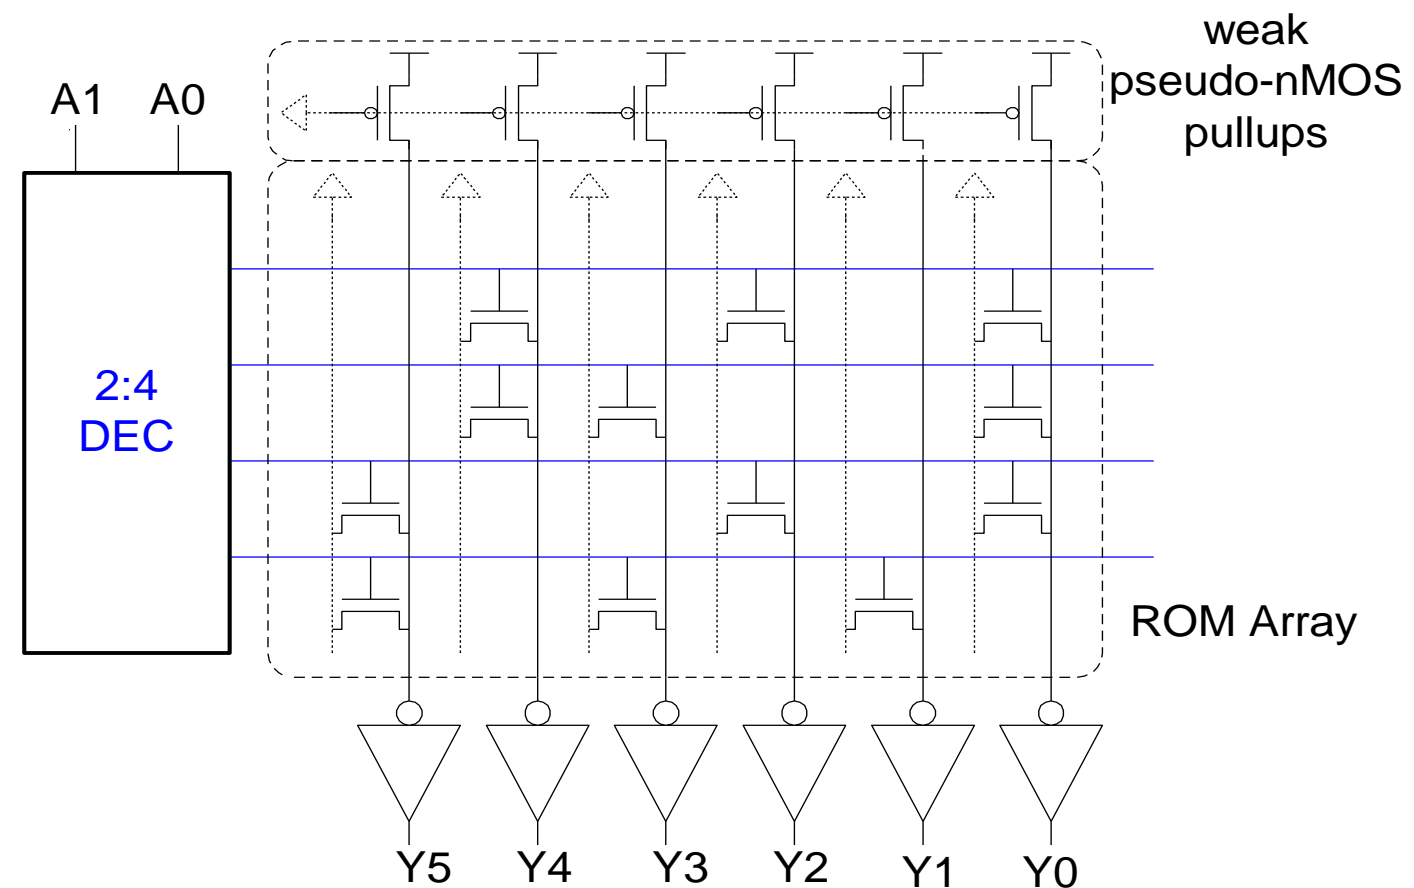 weak
pseudo-nMOS
pullups
A1 A0
2:4
DEC
ROM Array
Y5 Y4 Y3 Y2 Y1 Y0